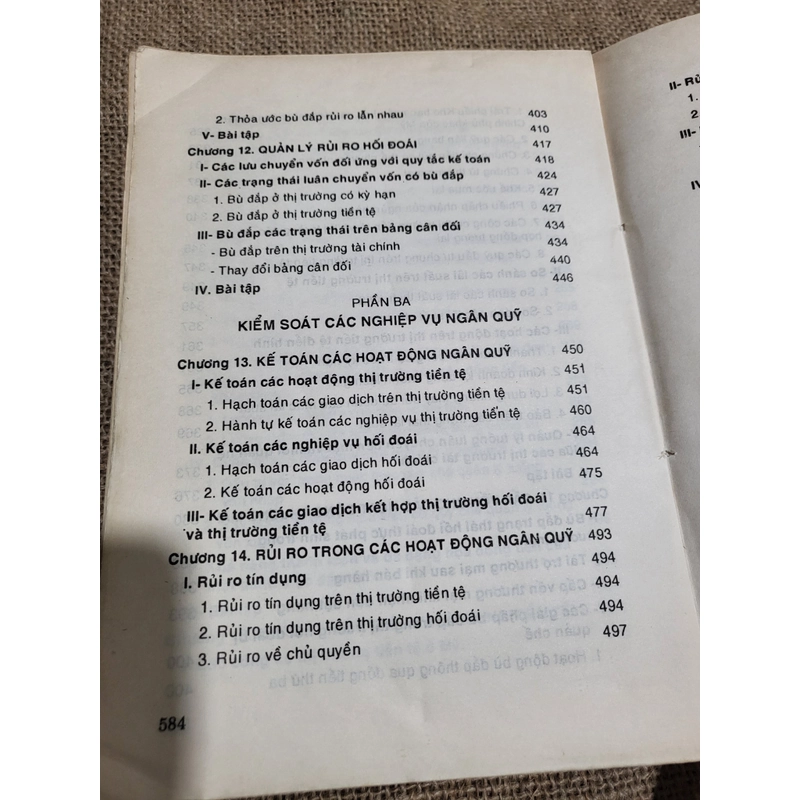 2. Thỏa ước bù đắp rủi ro lẫn nhau 403
V- Bài tập 410
Chương 12. QUẢN LÝ RỦI RO HỐI ĐOÁI 417
I- Các lưu chuyển vốn đối ứng với quy tắc kế toán 418
II- Các trạng thái luân chuyển vốn có bù đắp 424
1. Bù đắp ở thị trường có kỳ hạn 427
2. Bù đắp ở thị trường tiền tệ 427
III- Bù đắp các trạng thái trên bảng cân đối 434
- Bù đắp trên thị trường tài chính 434
- Thay đổi bảng cân đối 440
IV. Bài tập 446
PHẦN BA
KIỂM SOÁT CÁC NGHIỆP VỤ NGÂN QUỸ
Chương 13. KẾ TOÁN CÁC HOẠT ĐỘNG NGÂN QUỸ 450
I- Kế toán các hoạt động thị trường tiền tệ 451
1. Hạch toán các giao dịch trên thị trường tiền tệ 451
2. Hành tự kế toán các nghiệp vụ thị trường tiền tệ 460
II. Kế toán các nghiệp vụ hối đoái 464
1. Hạch toán các giao dịch hối đoái 464
2. Kế toán các hoạt động hối đoái 475
III- Kế toán các giao dịch kết hợp thị trường hối đoái
và thị trường tiền tệ 477
Chương 14. RỦI RO TRONG CÁC HOẠT ĐỘNG NGÂN QUỸ 493
I. Rủi ro tín dụng 494
1. Rủi ro tín dụng trên thị trường tiền tệ 494
2. Rủi ro tín dụng trên thị trường hối đoái 494
3. Rủi ro về chủ quyền 497
584
II- Rủ
1.
2.
III-
IV